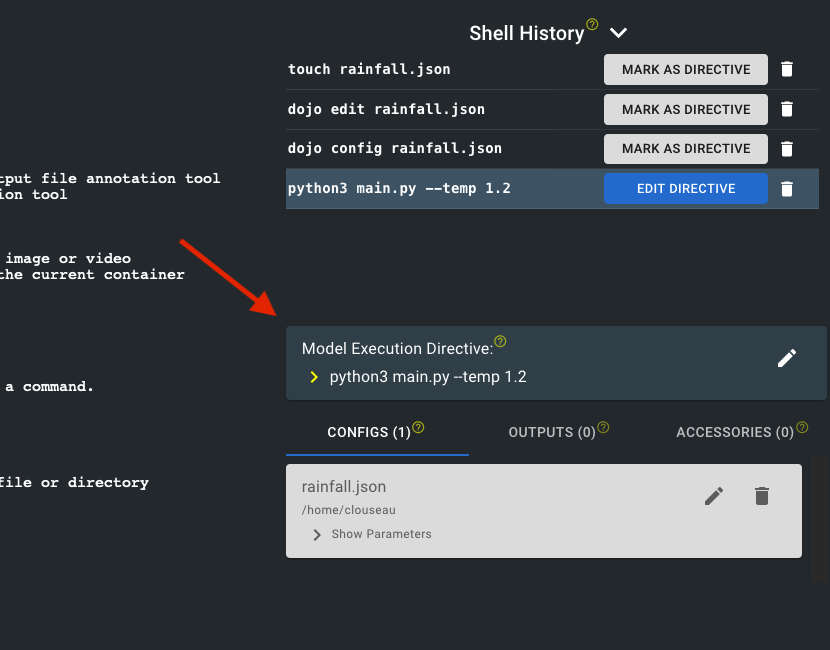 Shell History
touch rainfall.json MARK AS DIRECTIVE
dojo edit rainfall.json MARK AS DIRECTIVE
dojo config rainfall.json MARK AS DIRECTIVE
tput file annotation tool
ion tool
python3 main.py --temp 1.2 EDIT DIRECTIVE
image or video
the current container
Model Execution Directive:
python3 main.py --temp 1.2
a command.
CONFIGS (1) OUTPUTS (0) ACCESSORIES (0)
file or directory
rainfall.json
/home/clouseau
Show Parameters